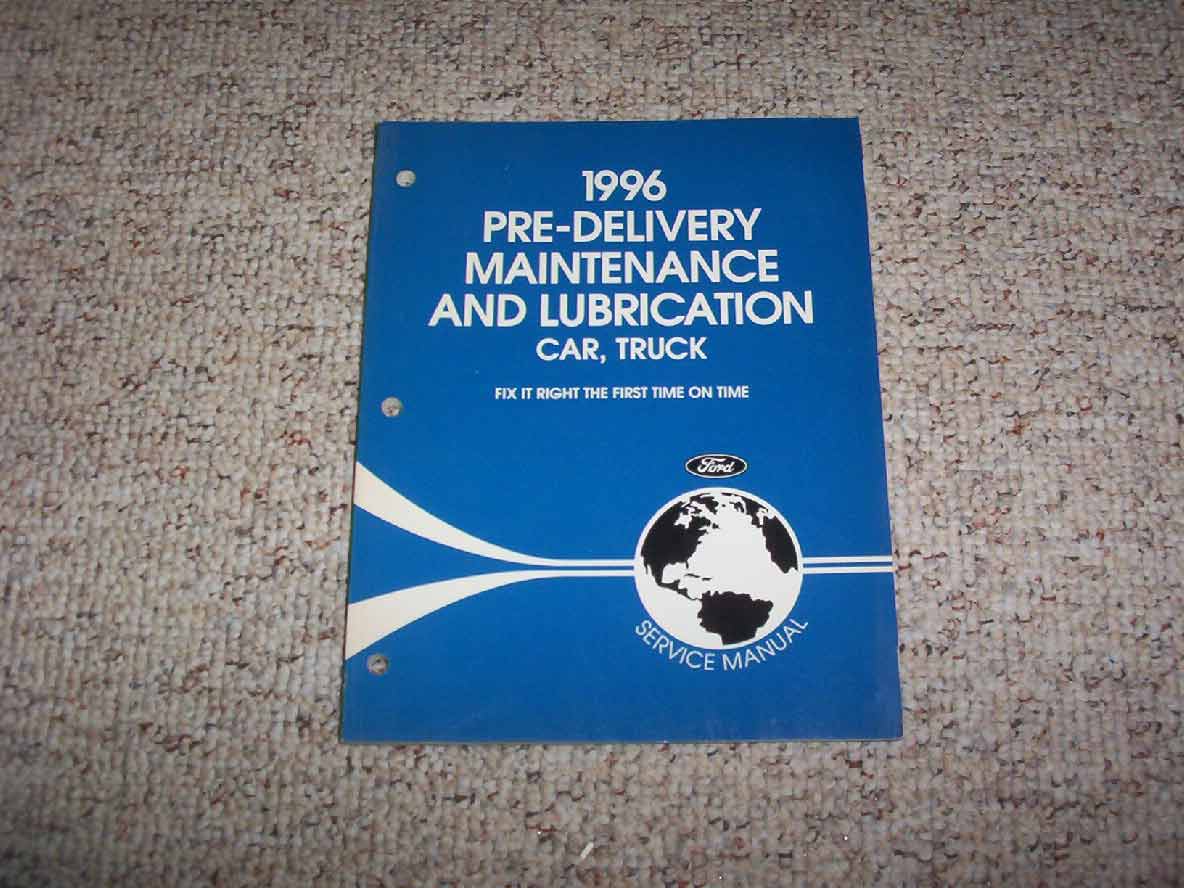 1996
PRE-DELIVERY
MAINTENANCE
AND LUBRICATION
CAR, TRUCK
FIX IT RIGHT THE FIRST TIME ON TIME
Ford
SERVICE MANUAL